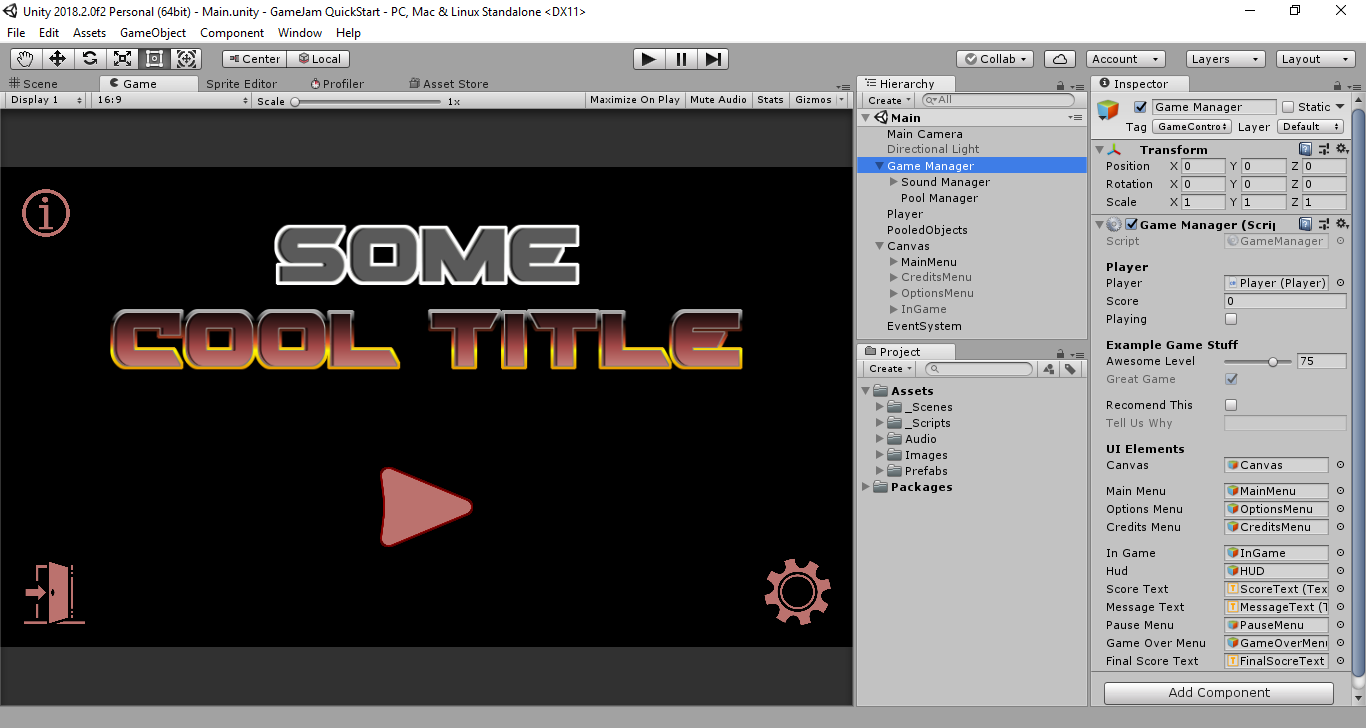 Unity 2018.2.0f2 Personal (64bit) - Main.unity - GameJam QuickStart - PC, Mac & Linux Standalone <DX11>
File Edit Assets GameObject Component Window Help
Center Local Collab Account Layers Layout
Scene Game Sprite Editor Profiler Asset Store
Display 1 16:9 Scale 1x Maximize On Play Mute Audio Stats Gizmos
SOME
COOL TITLE
Hierarchy
Create All
Main
Main Camera
Directional Light
Game Manager
Sound Manager
Pool Manager
Player
PooledObjects
Canvas
MainMenu
CreditsMenu
OptionsMenu
InGame
EventSystem
Project
Create
Assets
_Scenes
_Scripts
Audio
Images
Prefabs
Packages
Inspector
Game Manager Static
Tag GameContro Layer Default
Transform
Position X 0 Y 0 Z 0
Rotation X 0 Y 0 Z 0
Scale X 1 Y 1 Z 1
Game Manager (Scrip
Script GameManager
Player
Player Player (Player)
Score 0
Playing
Example Game Stuff
Awesome Level 75
Great Game
Recomend This
Tell Us Why
UI Elements
Canvas Canvas
Main Menu MainMenu
Options Menu OptionsMenu
Credits Menu CreditsMenu
In Game InGame
Hud HUD
Score Text ScoreText (Tex
Message Text MessageText (T
Pause Menu PauseMenu
Game Over Menu GameOverMenu
Final Score Text FinalSocreText
Add Component